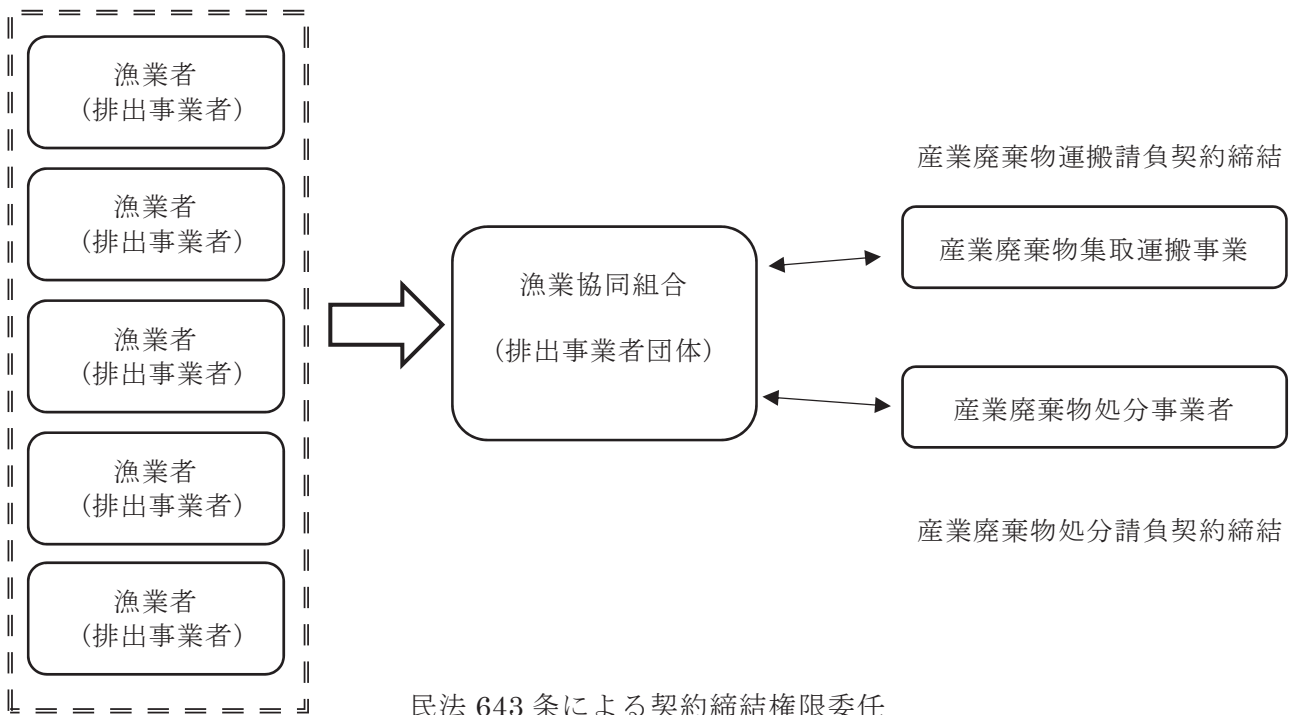 漁業者
（排出事業者）
漁業者
（排出事業者）
漁業者
（排出事業者）
漁業者
（排出事業者）
漁業者
（排出事業者）
漁業協同組合
（排出事業者団体）
産業廃棄物運搬請負契約締結
産業廃棄物集取運搬事業
産業廃棄物処分事業者
産業廃棄物処分請負契約締結
民法 643 条による契約締結権限委任